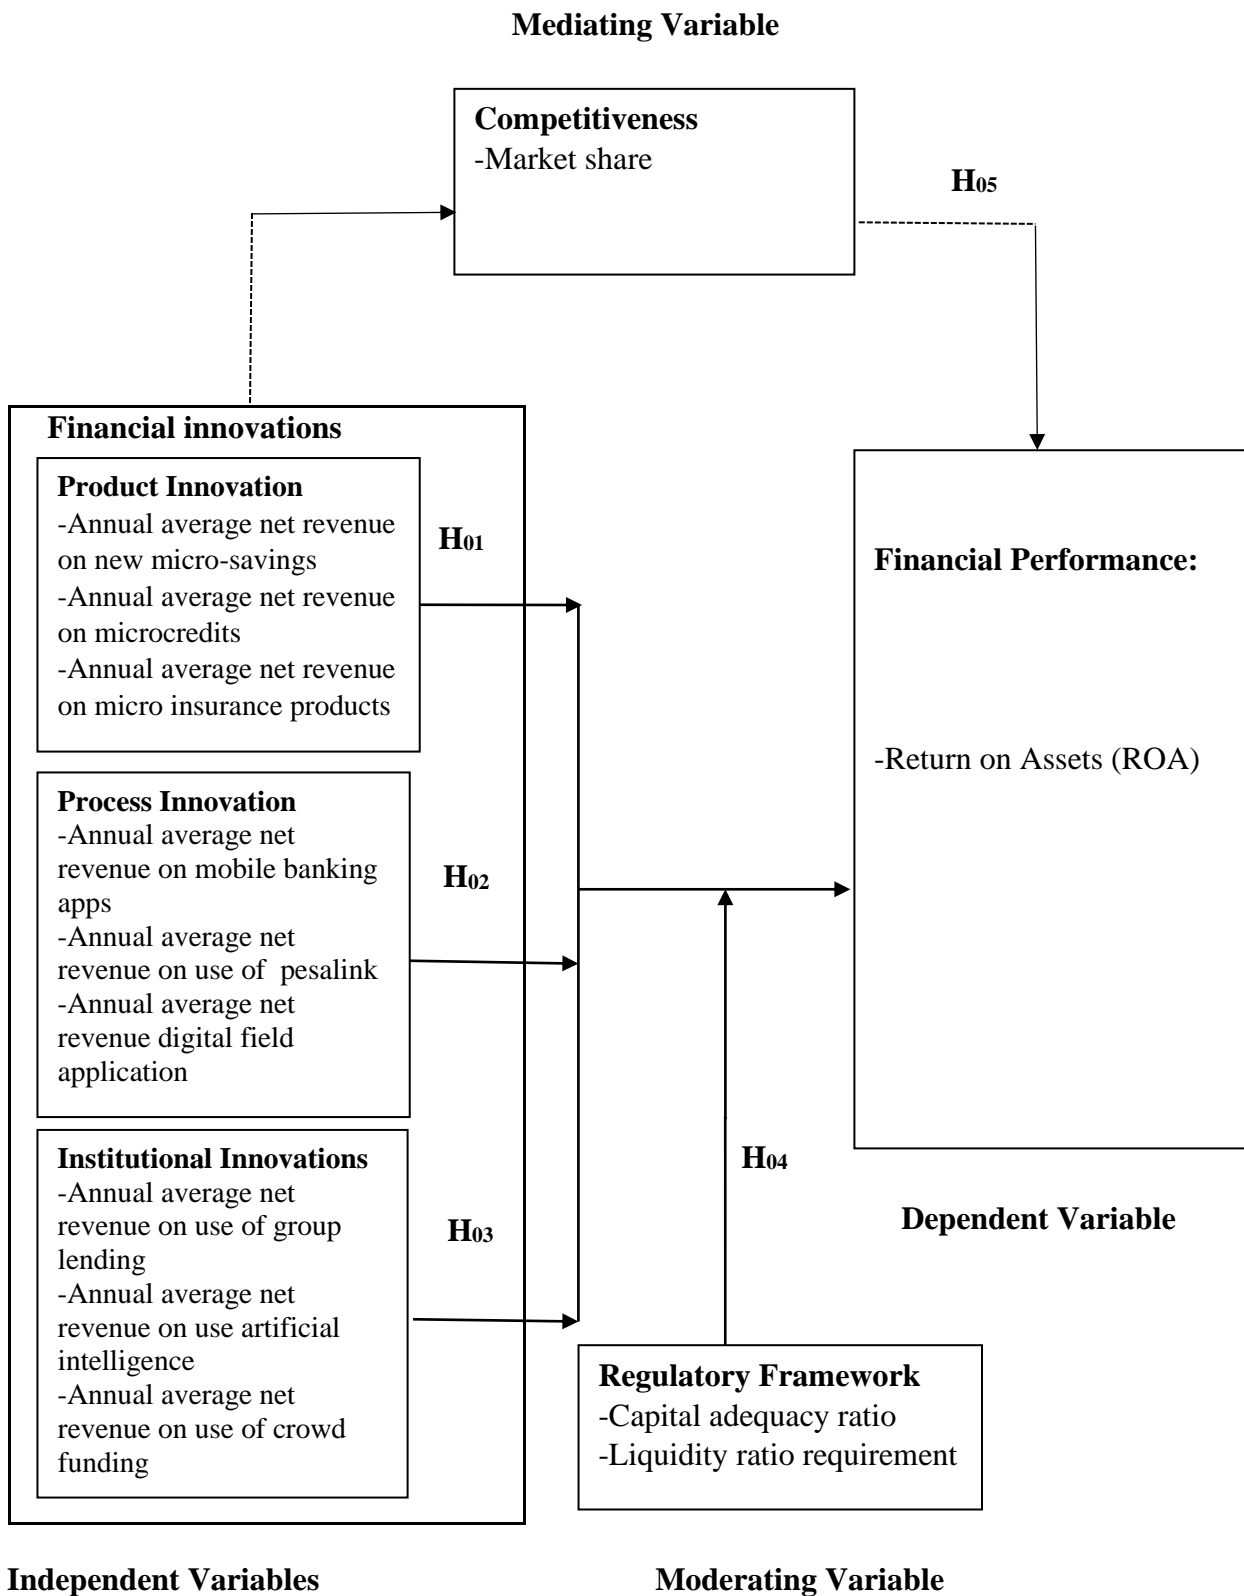 Mediating Variable
Competitiveness
-Market share
H05
Financial innovations
Product Innovation
-Annual average net revenue
on new micro-savings
-Annual average net revenue
on microcredits
-Annual average net revenue
on micro insurance products
H01
Process Innovation
-Annual average net
revenue on mobile banking
apps
-Annual average net
revenue on use of  pesalink
-Annual average net
revenue digital field
application
H02
Institutional Innovations
-Annual average net
revenue on use of group
lending
-Annual average net
revenue on use artificial
intelligence
-Annual average net
revenue on use of crowd
funding
H03
Financial Performance:
-Return on Assets (ROA)
H04
Dependent Variable
Regulatory Framework
-Capital adequacy ratio
-Liquidity ratio requirement
Independent Variables
Moderating Variable